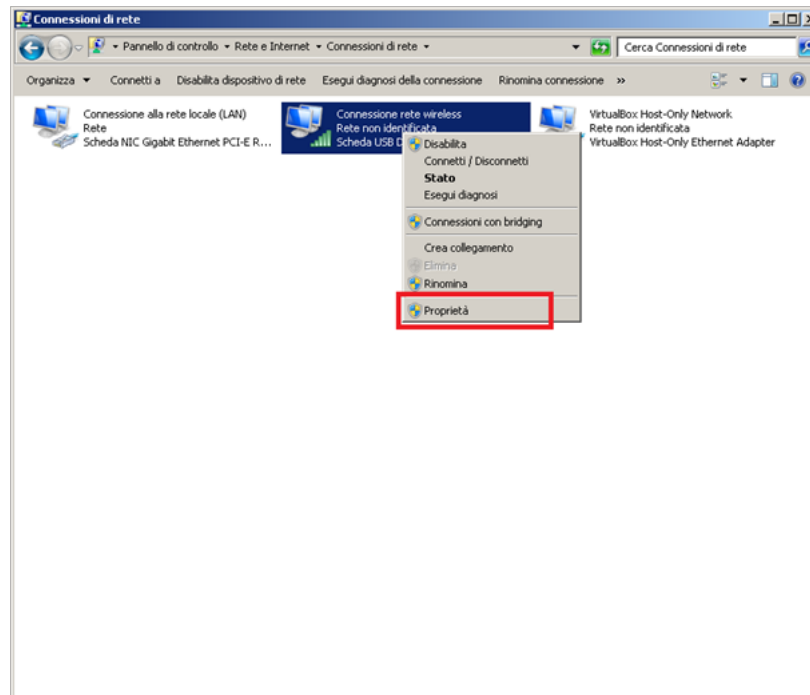 Connessioni di rete
Pannello di controllo Rete e Internet Connessioni di rete
Cerca Connessioni di rete
Organizza Connetti a Disabilita dispositivo di rete Esegui diagnosi della connessione Rinomina connessione »
Connessione alla rete locale (LAN)
Rete
Scheda NIC Gigabit Ethernet PCI-E R...
Connessione rete wireless
Rete non identificata
Scheda USB D
VirtualBox Host-Only Network
Rete non identificata
VirtualBox Host-Only Ethernet Adapter
Disabilita
Connetti / Disconnetti
Stato
Esegui diagnosi
Connessioni con bridging
Crea collegamento
Elimina
Rinomina
Proprietà